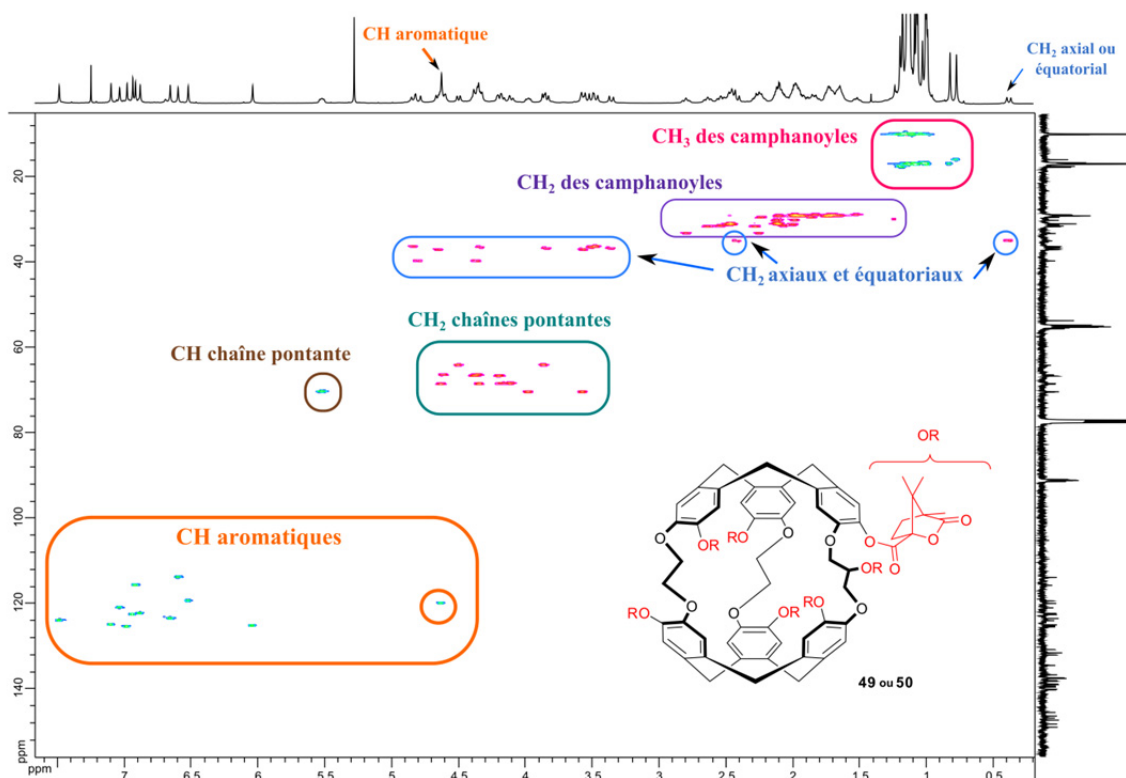 CH aromatique
CH₂ axial ou
équatorial
CH₃ des camphanoyles
CH₂ des camphanoyles
CH₂ axiaux et équatoriaux
CH₂ chaînes pontantes
CH chaîne pontante
CH aromatiques
OR
OR
OR
O
O
O
O
O
O
O
O
O
O
OR
RO
RO
RO
49 ou 50
20
40
60
80
100
120
140
ppm
ppm
7
6.5
6
5.5
5
4.5
4
3.5
3
2.5
2
1.5
1
0.5